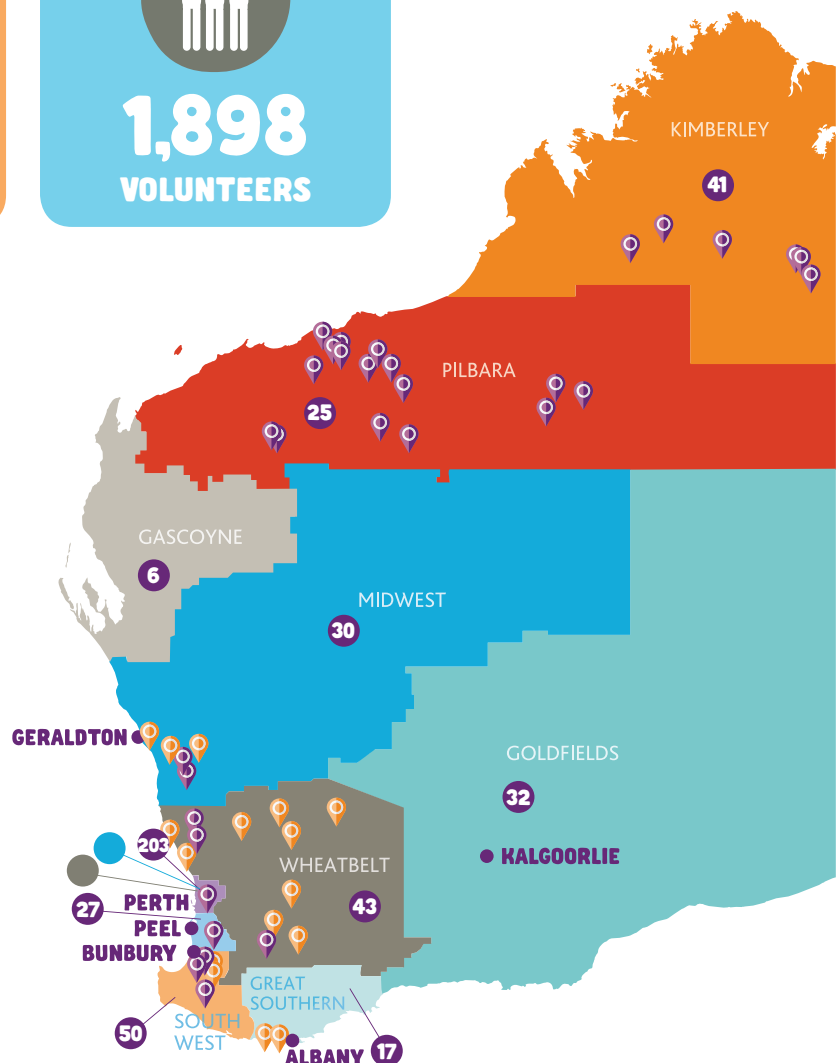 1,898
VOLUNTEERS
KIMBERLEY
41
PILBARA
25
GASCOYNE
6
MIDWEST
30
GERALDTON
GOLDFIELDS
32
KALGOORLIE
203
WHEATBELT
43
PERTH
27
PEEL
BUNBURY
GREAT
SOUTHERN
SOUTH
WEST
50
ALBANY
17